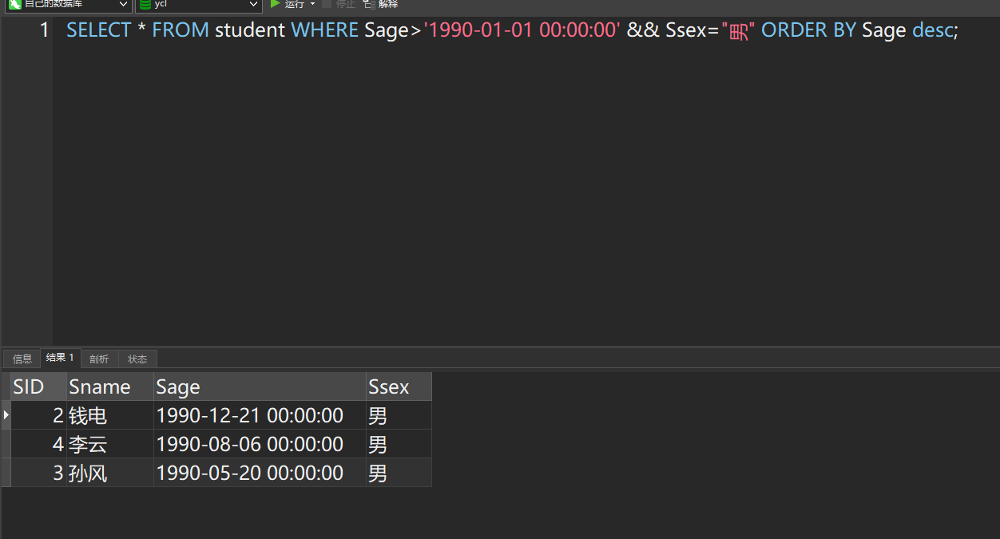 自己的数据库 ycl 运行 停止 解释
1 SELECT * FROM student WHERE Sage>'1990-01-01 00:00:00' && Ssex="男" ORDER BY Sage desc;
信息 结果 1 剖析 状态
SID Sname Sage Ssex
2 钱电 1990-12-21 00:00:00 男
4 李云 1990-08-06 00:00:00 男
3 孙风 1990-05-20 00:00:00 男